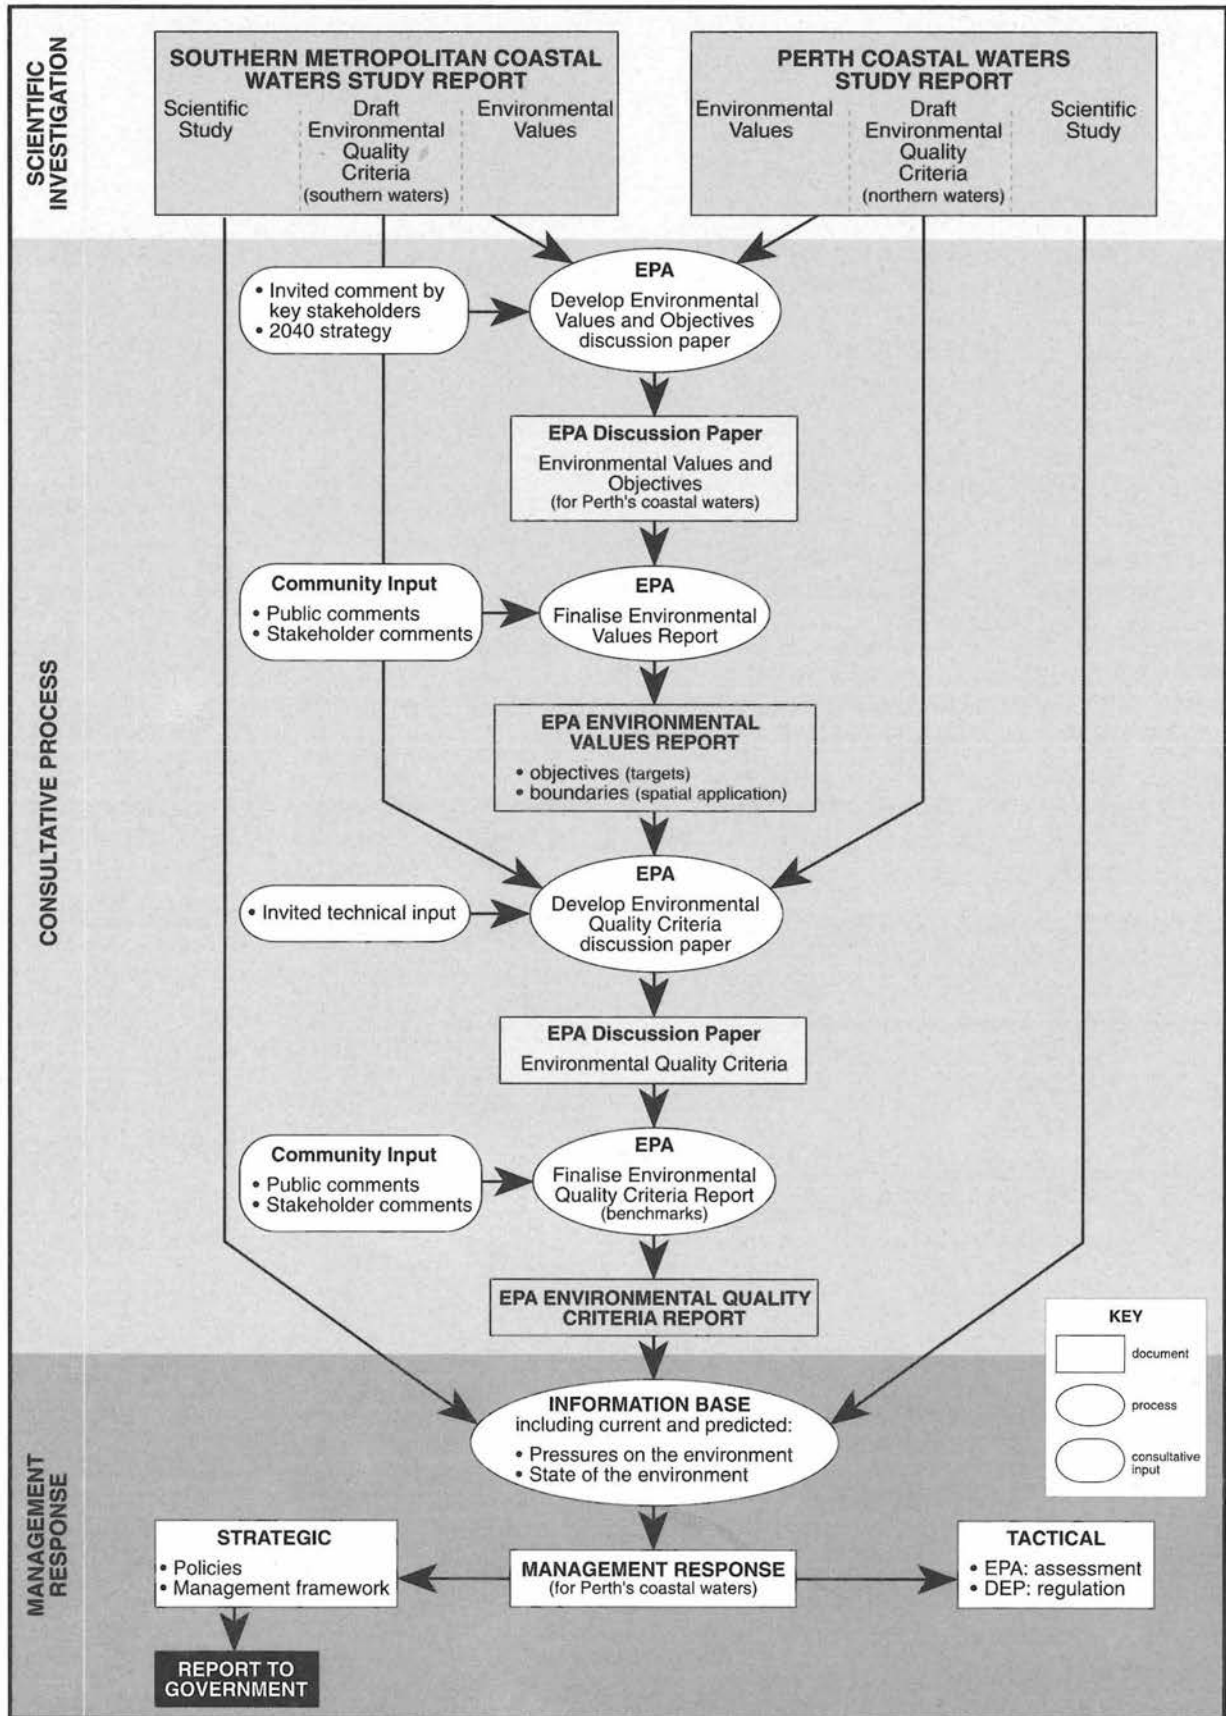 SCIENTIFIC
INVESTIGATION
SOUTHERN METROPOLITAN COASTAL
WATERS STUDY REPORT
Scientific
Study
Draft
Environmental
Quality
Criteria
(southern waters)
Environmental
Values
PERTH COASTAL WATERS
STUDY REPORT
Environmental
Values
Draft
Environmental
Quality
Criteria
(northern waters)
Scientific
Study
CONSULTATIVE PROCESS
• Invited comment by
key stakeholders
• 2040 strategy
EPA
Develop Environmental
Values and Objectives
discussion paper
EPA Discussion Paper
Environmental Values and
Objectives
(for Perth's coastal waters)
Community Input
• Public comments
• Stakeholder comments
EPA
Finalise Environmental
Values Report
EPA ENVIRONMENTAL
VALUES REPORT
• objectives (targets)
• boundaries (spatial application)
• Invited technical input
EPA
Develop Environmental
Quality Criteria
discussion paper
EPA Discussion Paper
Environmental Quality Criteria
Community Input
• Public comments
• Stakeholder comments
EPA
Finalise Environmental
Quality Criteria Report
(benchmarks)
EPA ENVIRONMENTAL QUALITY
CRITERIA REPORT
KEY
document
process
consultative
input
MANAGEMENT
RESPONSE
INFORMATION BASE
including current and predicted:
• Pressures on the environment
• State of the environment
STRATEGIC
• Policies
• Management framework
MANAGEMENT RESPONSE
(for Perth's coastal waters)
TACTICAL
• EPA: assessment
• DEP: regulation
REPORT TO
GOVERNMENT